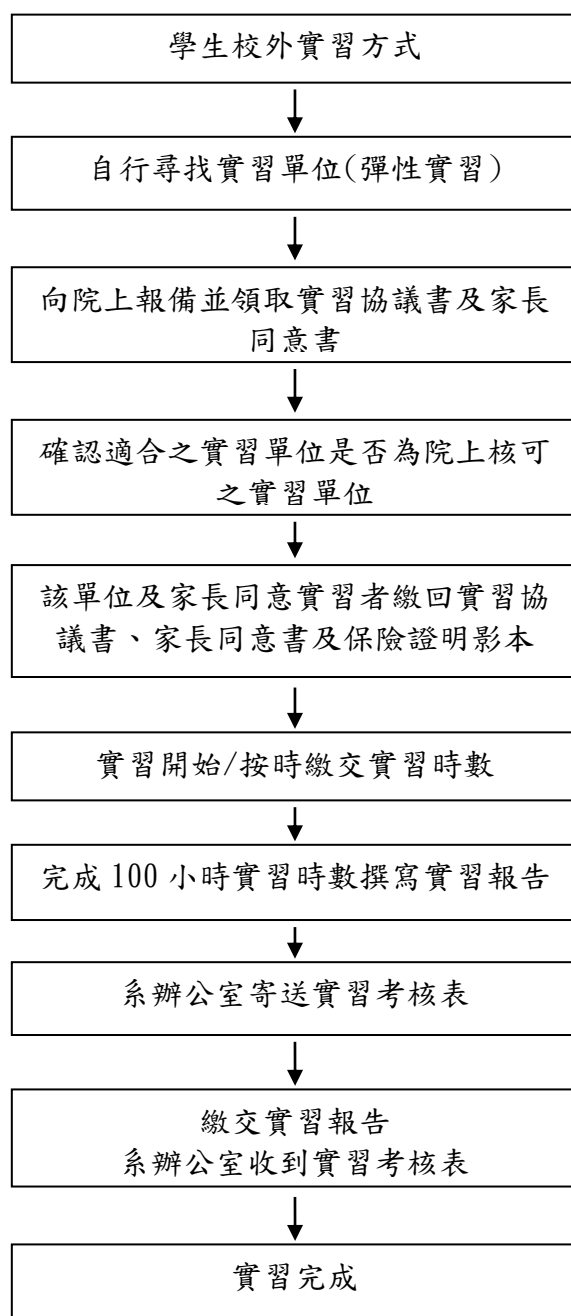 學生校外實習方式
自行尋找實習單位(彈性實習)
向院上報備並領取實習協議書及家長
同意書
確認適合之實習單位是否為院上核可
之實習單位
該單位及家長同意實習者繳回實習協
議書、家長同意書及保險證明影本
實習開始/按時繳交實習時數
完成 100 小時實習時數撰寫實習報告
系辦公室寄送實習考核表
繳交實習報告
系辦公室收到實習考核表
實習完成